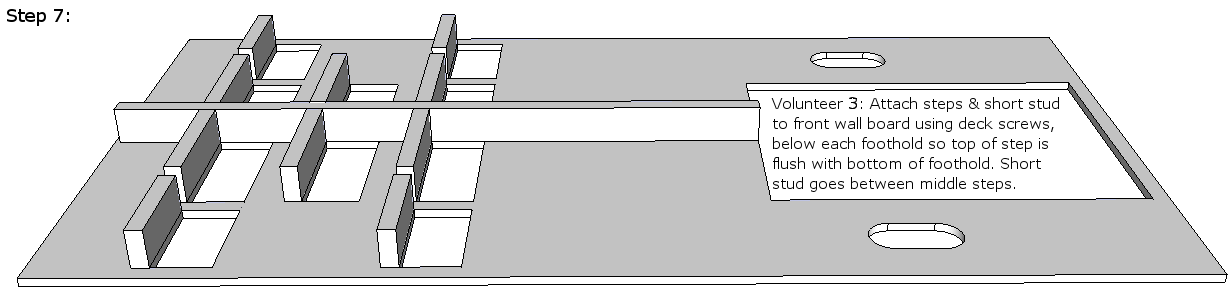 Step 7:
Volunteer 3: Attach steps & short stud
to front wall board using deck screws,
below each foothold so top of step is
flush with bottom of foothold. Short
stud goes between middle steps.